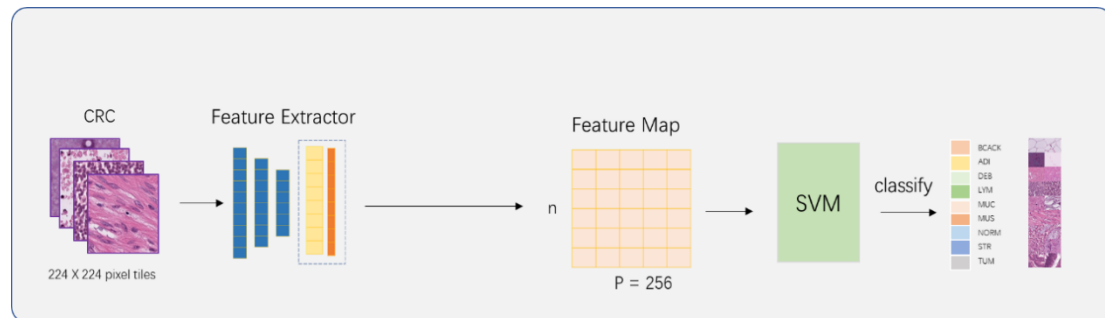 CRC
224 X 224 pixel tiles
Feature Extractor
Feature Map
n
P = 256
SVM
classify
BCACK
ADI
DEB
LYM
MUC
MUS
NORM
STR
TUM